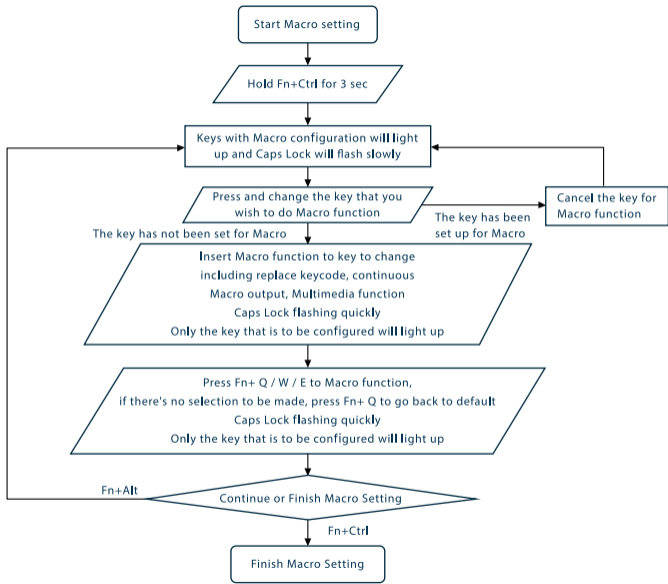 Start Macro setting
Hold Fn+Ctrl for 3 sec
Keys with Macro configuration will light
up and Caps Lock will flash slowly
Press and change the key that you
wish to do Macro function
Cancel the key for
Macro function
The key has been
set up for Macro
The key has not been set for Macro
Insert Macro function to key to change
including replace keycode, continuous
Macro output, Multimedia function
Caps Lock flashing quickly
Only the key that is to be configured will light up
Press Fn+ Q / W / E to Macro function,
if there's no selection to be made, press Fn+ Q to go back to default
Caps Lock flashing quickly
Only the key that is to be configured will light up
Fn+Alt
Continue or Finish Macro Setting
Fn+Ctrl
Finish Macro Setting